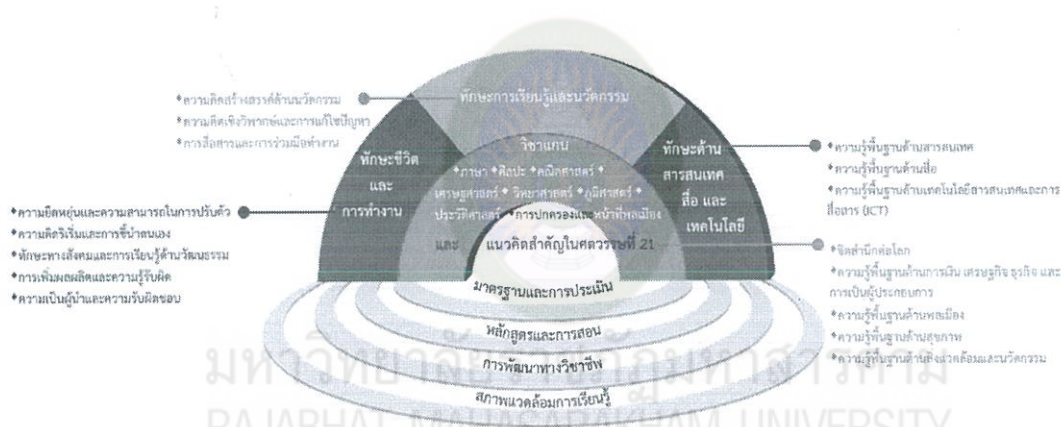 ทักษะการเรียนรู้และนวัตกรรม
*ความคิดสร้างสรรค์ด้านนวัตกรรม
*ความคิดเชิงวิพากษ์และการแก้ไขปัญหา
*การสื่อสารและการร่วมมือทำงาน
วิชาแกน
*ภาษา *ศิลปะ *คณิตศาสตร์ *
เศรษฐศาสตร์ * วิทยาศาสตร์ *ภูมิศาสตร์ *
ประวัติศาสตร์ *การปกครองและหน้าที่พลเมือง
และ แนวคิดสำคัญในศตวรรษที่ 21
ทักษะชีวิต
และ
การทำงาน
*ความยืดหยุ่นและความสามารถในการปรับตัว
*ความคิดริเริ่มและการชี้นำตนเอง
*ทักษะทางสังคมและการเรียนรู้ด้านวัฒนธรรม
*การเพิ่มผลผลิตและความรู้รับผิด
*ความเป็นผู้นำและความรับผิดชอบ
ทักษะด้าน
สารสนเทศ
สื่อ และ
เทคโนโลยี
*ความรู้พื้นฐานด้านสารสนเทศ
*ความรู้พื้นฐานด้านสื่อ
*ความรู้พื้นฐานด้านเทคโนโลยีสารสนเทศและการ
สื่อสาร (ICT)
*จิตสำนึกต่อโลก
*ความรู้พื้นฐานด้านการเงิน เศรษฐกิจ ธุรกิจ และ
การเป็นผู้ประกอบการ
*ความรู้พื้นฐานด้านพลเมือง
*ความรู้พื้นฐานด้านสุขภาพ
*ความรู้พื้นฐานด้านสิ่งแวดล้อมและนวัตกรรม
มาตรฐานและการประเมิน
หลักสูตรและการสอน
การพัฒนาทางวิชาชีพ
สภาพแวดล้อมการเรียนรู้
มหาวิทยาลัยราชภัฏมหาสารคาม
RAJABHAT MAHASARAKHAM UNIVERSITY